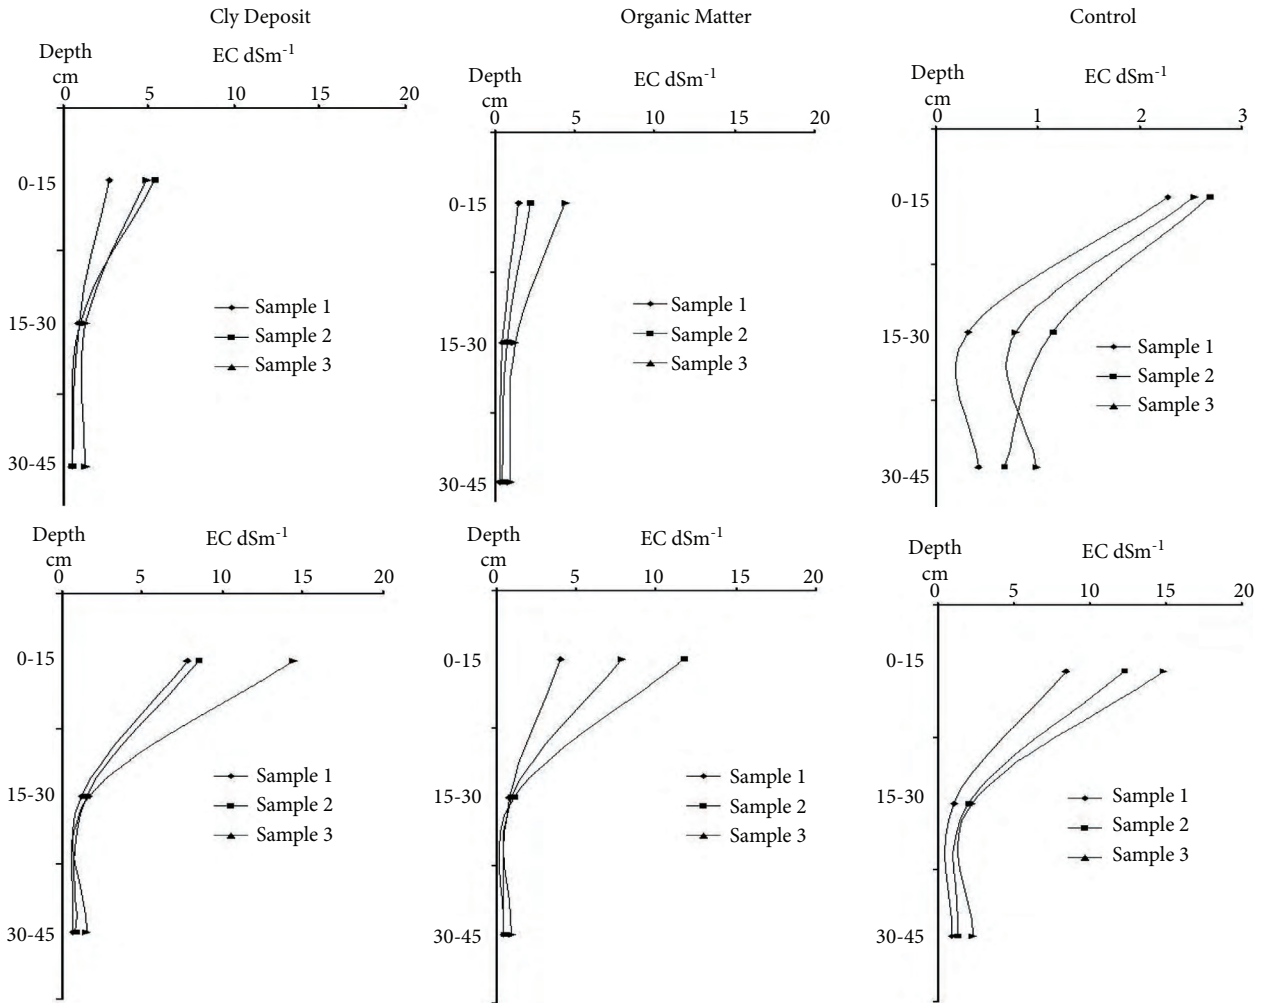 Cly Deposit
Depth
cm
EC dSm-1
0 5 10 15 20
0-15
15-30
30-45
Sample 1
Sample 2
Sample 3
Organic Matter
Depth
cm
EC dSm-1
0 5 10 15 20
0-15
15-30
30-45
Sample 1
Sample 2
Sample 3
Control
Depth
cm
EC dSm-1
0 1 2 3
0-15
15-30
30-45
Sample 1
Sample 2
Sample 3
Depth
cm
EC dSm-1
0 5 10 15 20
0-15
15-30
30-45
Sample 1
Sample 2
Sample 3
Depth
cm
EC dSm-1
0 5 10 15 20
0-15
15-30
30-45
Sample 1
Sample 2
Sample 3
Depth
cm
EC dSm-1
0 5 10 15 20
0-15
15-30
30-45
Sample 1
Sample 2
Sample 3